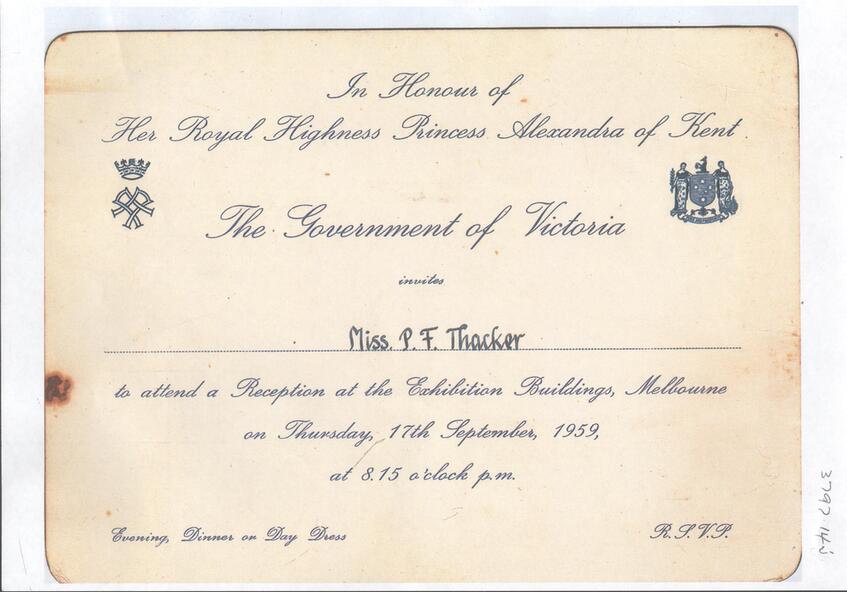 In Honour of
Her Royal Highness Princess Alexandra of Kent.
The Government of Victoria
invites
Miss. P. F. Thacker
to attend a Reception at the Exhibition Buildings, Melbourne
on Thursday, 17th September, 1959,
at 8.15 o'clock p.m.
Evening, Dinner or Day Dress
R.S.V.P.